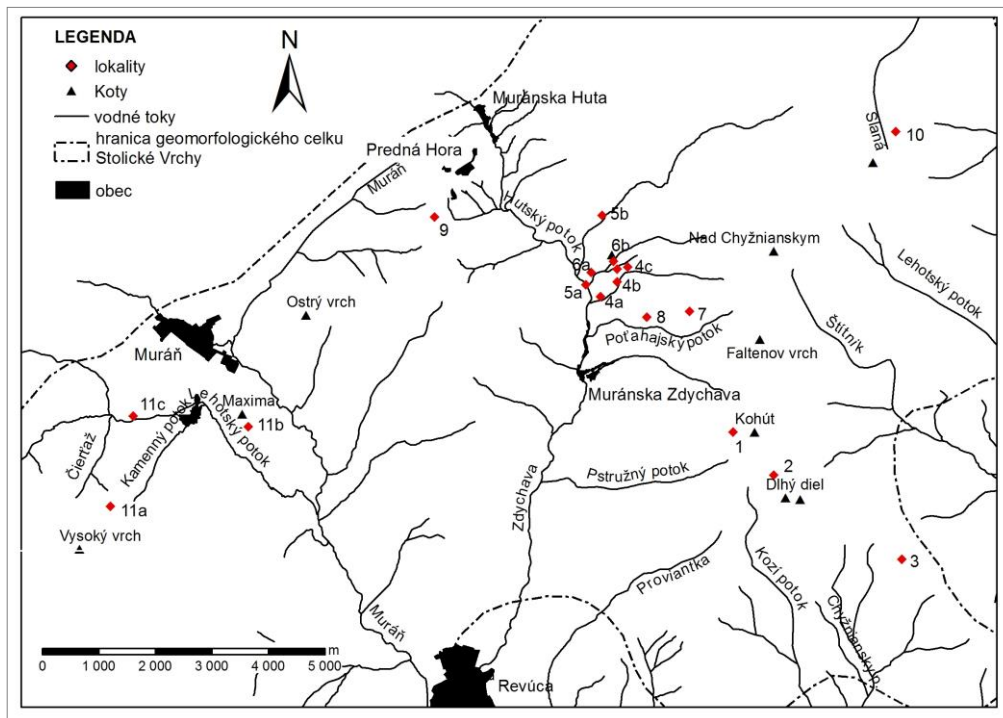 LEGENDA
lokality
Koty
vodné toky
hranica geomorfologického celku
Stolické Vrchy
obec
N
Muránska Huta
Predná Hora
Muráň
Slaná
10
9
Hutský potok
5b
6b
Nad Chyžnianskym
6a
4c
4b
5a
4a
Lehotský potok
Ostrý vrch
8
7
Poťahajský potok
Štítnik
Faltenov vrch
Muráň
Muránska Zdychava
11c
Maxima
Lehotský potok
11b
Kamenný potok
Čierťaž
Kohút
1
2
Pstružný potok
Dlhý diel
11a
Zdychava
Vysoký vrch
3
Proviantka
Kozí potok
Chyžniansky p.
Muráň
0 1 000 2 000 3 000 4 000 5 000 m
Revúca